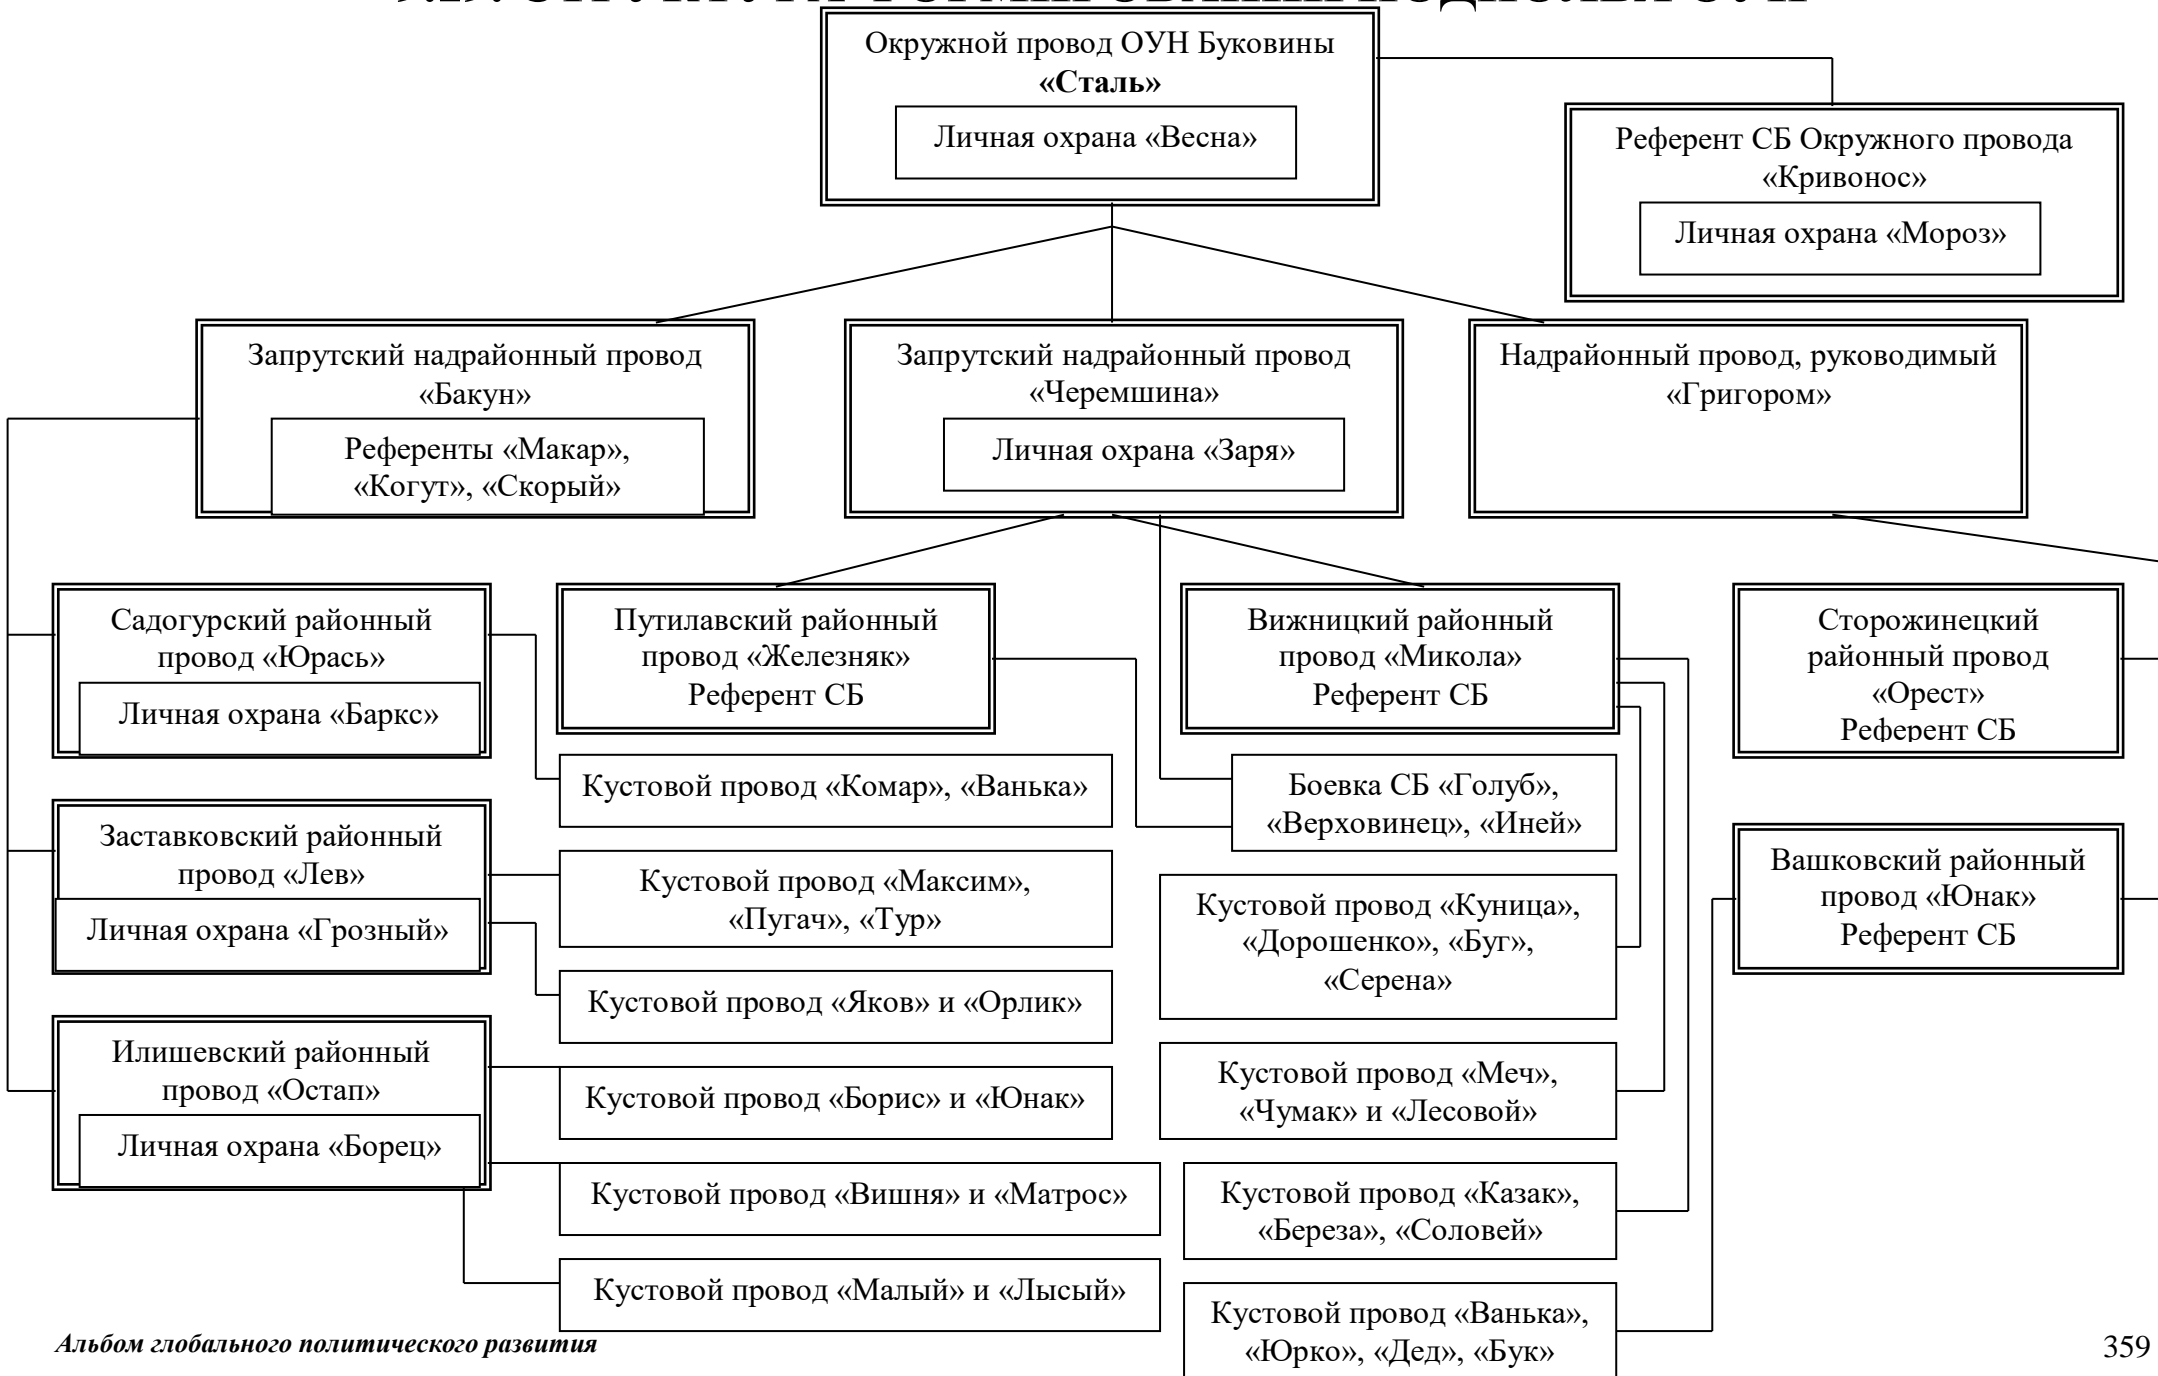 Окружной провод ОУН Буковины
«Сталь»
Личная охрана «Весна»
Референт СБ Окружного провода
«Кривонос»
Личная охрана «Мороз»
Запрутский надрайонный провод
«Бакун»
Референты «Макар»,
«Когут», «Скорый»
Запрутский надрайонный провод
«Черемшина»
Личная охрана «Заря»
Надрайонный провод, руководимый
«Григором»
Садогурский районный
провод «Юрась»
Личная охрана «Баркс»
Путилавский районный
провод «Железняк»
Референт СБ
Вижницкий районный
провод «Микола»
Референт СБ
Сторожинецкий
районный провод
«Орест»
Референт СБ
Кустовой провод «Комар», «Ванька»
Боевка СБ «Голуб»,
«Верховинец», «Иней»
Заставковский районный
провод «Лев»
Личная охрана «Грозный»
Кустовой провод «Максим»,
«Пугач», «Тур»
Кустовой провод «Куница»,
«Дорошенко», «Буг»,
«Серена»
Вашковский районный
провод «Юнак»
Референт СБ
Кустовой провод «Яков» и «Орлик»
Илишевский районный
провод «Остап»
Личная охрана «Борец»
Кустовой провод «Борис» и «Юнак»
Кустовой провод «Меч»,
«Чумак» и «Лесовой»
Кустовой провод «Вишня» и «Матрос»
Кустовой провод «Казак»,
«Береза», «Соловей»
Кустовой провод «Малый» и «Лысый»
Кустовой провод «Ванька»,
«Юрко», «Дед», «Бук»
Альбом глобального политического развития
359